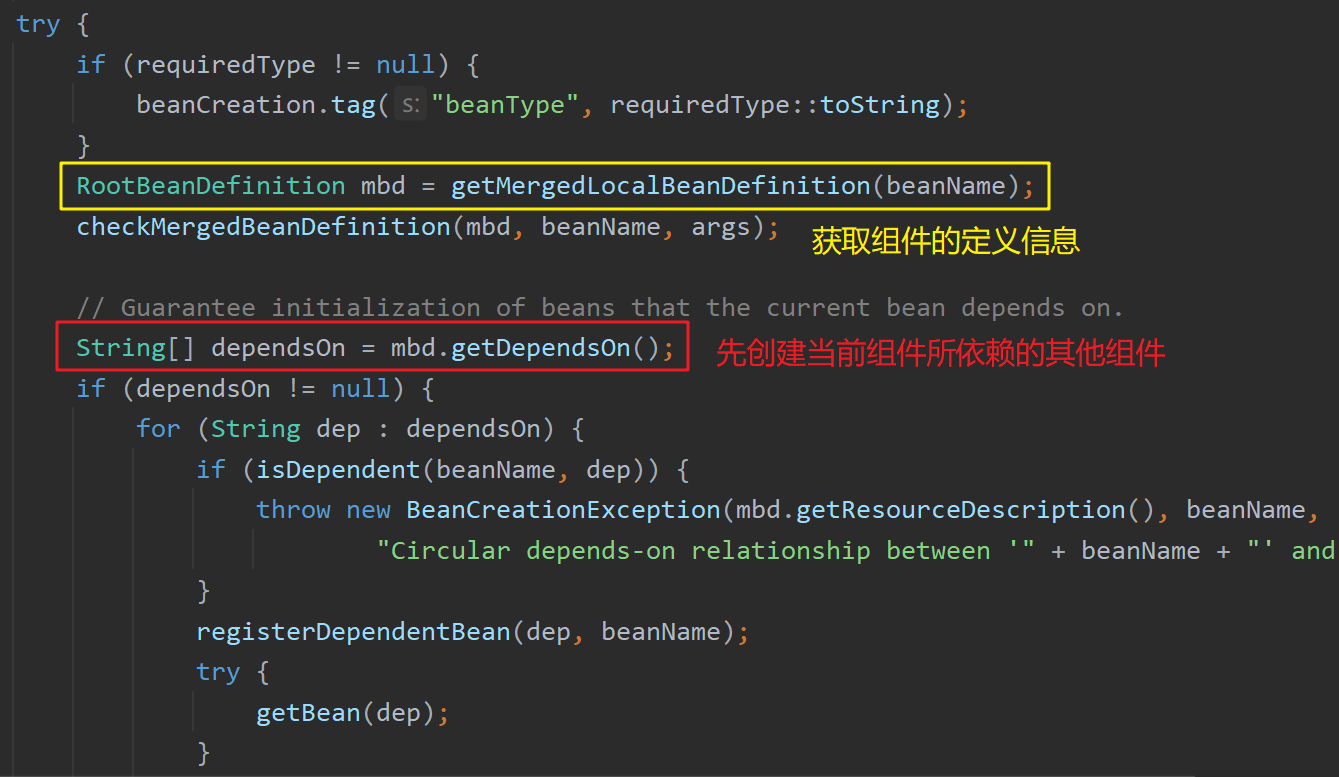 try {
if (requiredType != null) {
beanCreation.tag( s: "beanType", requiredType::toString);
}
RootBeanDefinition mbd = getMergedLocalBeanDefinition(beanName);
checkMergedBeanDefinition(mbd, beanName, args);
获取组件的定义信息
// Guarantee initialization of beans that the current bean depends on.
String[] dependsOn = mbd.getDependsOn();
先创建当前组件所依赖的其他组件
if (dependsOn != null) {
for (String dep : dependsOn) {
if (isDependent(beanName, dep)) {
throw new BeanCreationException(mbd.getResourceDescription(), beanName,
"Circular depends-on relationship between '" + beanName + "' and
}
registerDependentBean(dep, beanName);
try {
getBean(dep);
}